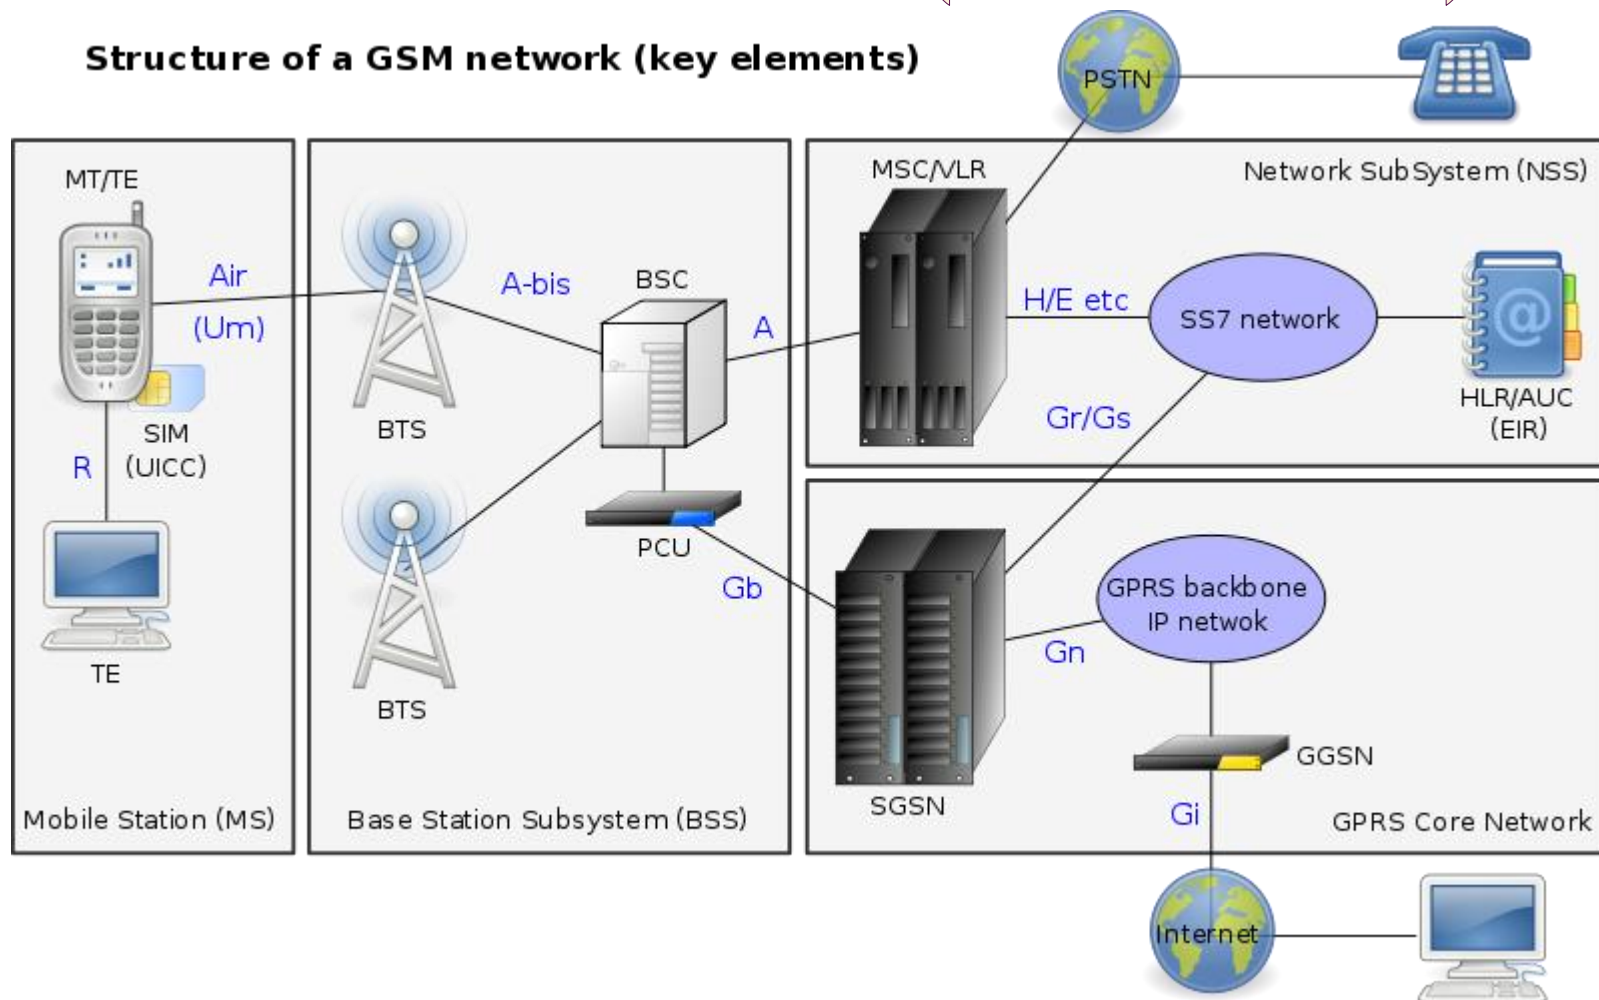 Structure of a GSM network (key elements)
PSTN
MT/TE
Air
(Um)
SIM
(UICC)
R
TE
Mobile Station (MS)
BTS
A-bis
BSC
A
BTS
PCU
Gb
Base Station Subsystem (BSS)
MSC/VLR
Network SubSystem (NSS)
H/E etc
SS7 network
HLR/AUC
(EIR)
Gr/Gs
GPRS backbone
IP netwok
Gn
SGSN
GGSN
Gi
GPRS Core Network
Internet
@